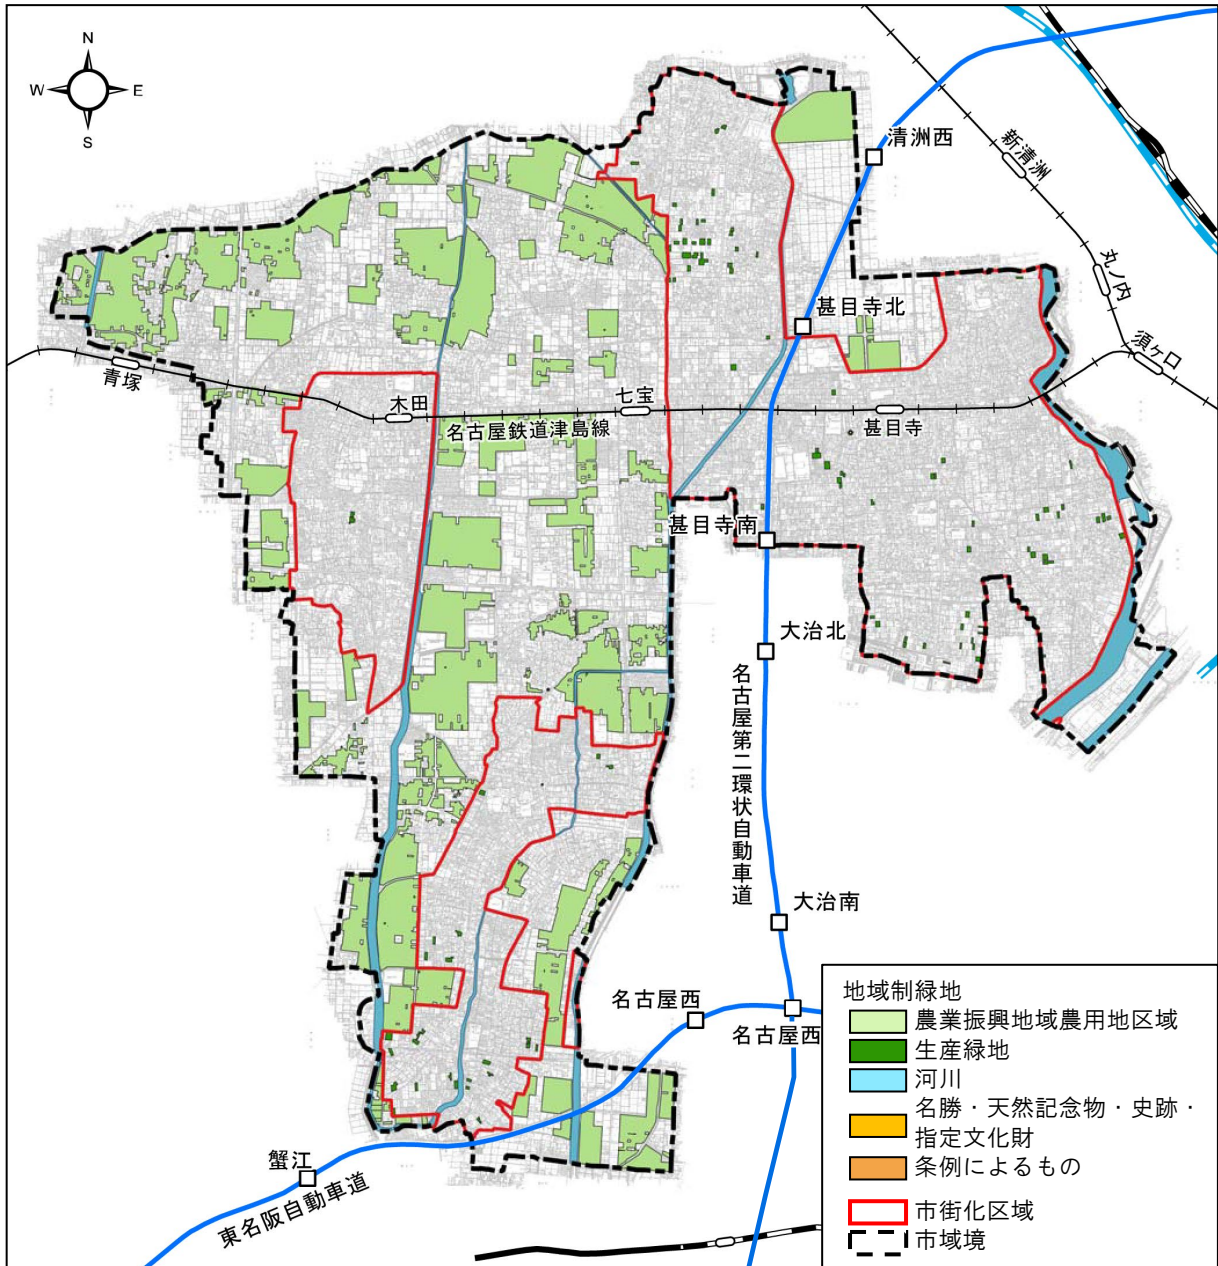 N
W E
S
清洲西
新清洲
丸ノ内
須ヶ口
甚目寺北
青塚
木田
七宝
名古屋鉄道津島線
甚目寺
甚目寺南
大治北
名古屋第二環状自動車道
大治南
名古屋西
名古屋西
蟹江
東名阪自動車道
地域制緑地
農業振興地域農用地区域
生産緑地
河川
名勝・天然記念物・史跡・
指定文化財
条例によるもの
市街化区域
市域境